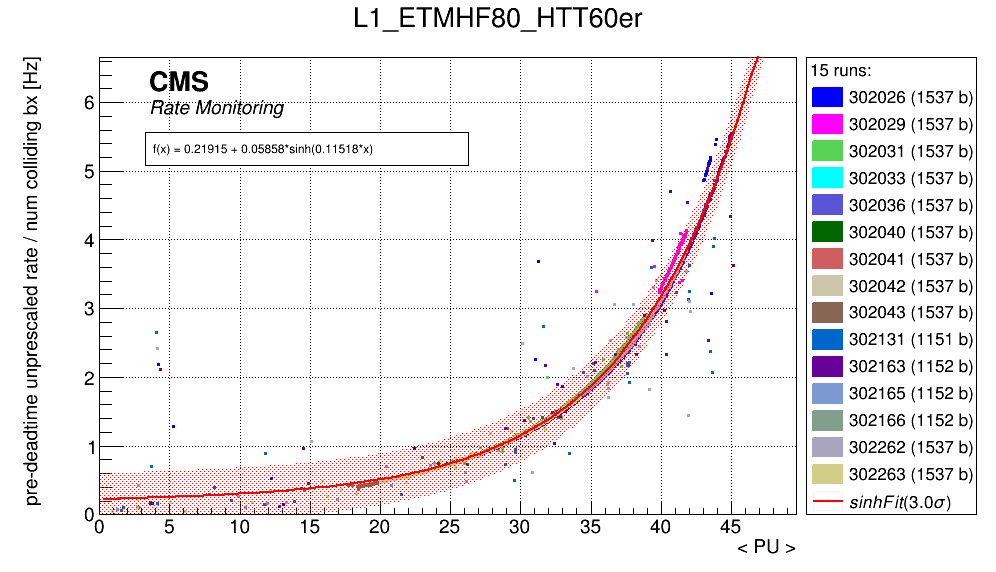 L1_ETMHF80_HTT60er
pre-deadtime unprescaled rate / num colliding bx [Hz]
CMS
Rate Monitoring
f(x) = 0.21915 + 0.05858*sinh(0.11518*x)
6
5
4
3
2
1
0
0 5 10 15 20 25 30 35 40 45
< PU >
15 runs:
302026 (1537 b)
302029 (1537 b)
302031 (1537 b)
302033 (1537 b)
302036 (1537 b)
302040 (1537 b)
302041 (1537 b)
302042 (1537 b)
302043 (1537 b)
302131 (1151 b)
302163 (1152 b)
302165 (1152 b)
302166 (1152 b)
302262 (1537 b)
302263 (1537 b)
sinhFit(3.0σ)